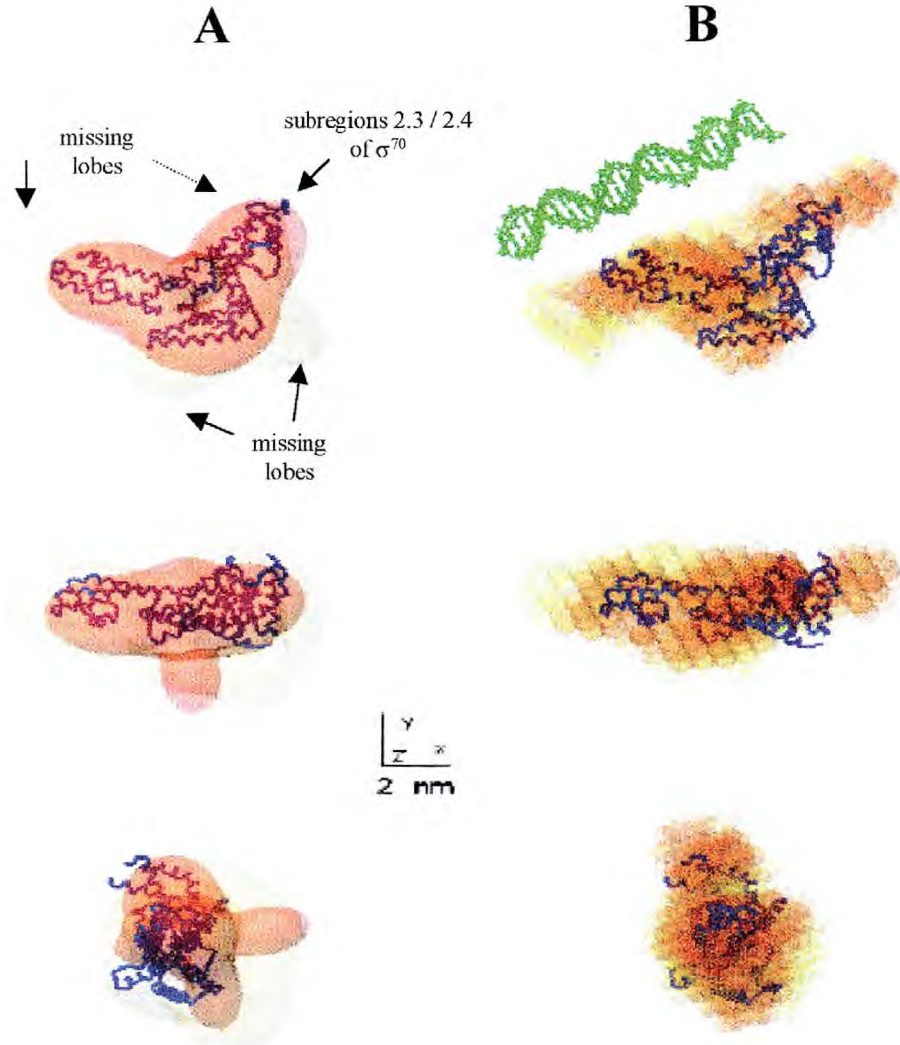 A
B
missing
lobes
subregions 2.3 / 2.4
of σ⁷⁰
missing
lobes
Y
Z x
2 nm